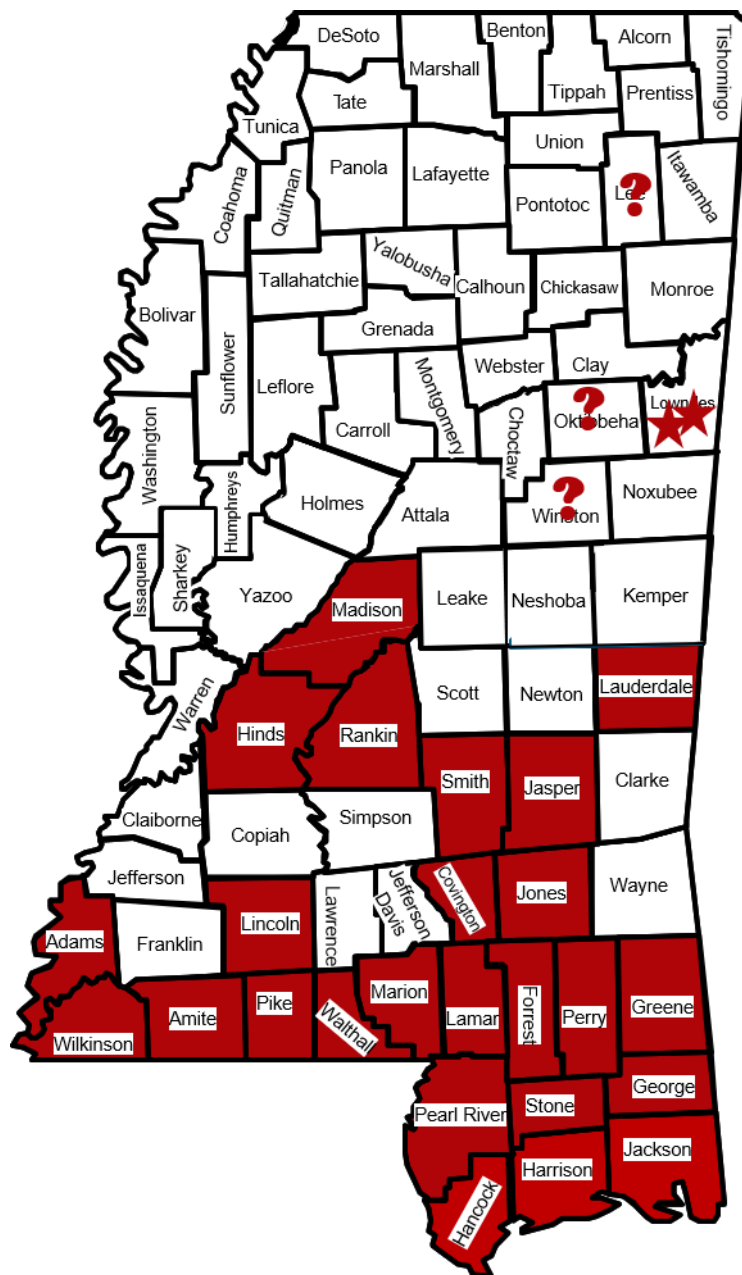 DeSoto
Benton
Alcorn
Tishomingo
Marshall
Tippah
Prentiss
Tate
Tunica
Union
Panola
Lafayette
Lee
?
Itawamba
Coahoma
Quitman
Pontotoc
Yalobusha
Tallahatchie
Calhoun
Chickasaw
Monroe
Bolivar
Grenada
Sunflower
Leflore
Webster
Clay
Montgomery
Washington
Carroll
Choctaw
Oktibbeha
?
Lowndes
Humphreys
Holmes
Attala
Winston
?
Noxubee
Issaquena
Sharkey
Yazoo
Madison
Leake
Neshoba
Kemper
Warren
Scott
Newton
Lauderdale
Hinds
Rankin
Smith
Jasper
Clarke
Claiborne
Copiah
Simpson
Jefferson
Lawrence
Jefferson
Davis
Covington
Jones
Wayne
Adams
Franklin
Lincoln
Wilkinson
Amite
Pike
Walthal
Marion
Lamar
Forrest
Perry
Greene
Pearl River
Stone
George
Hancock
Harrison
Jackson